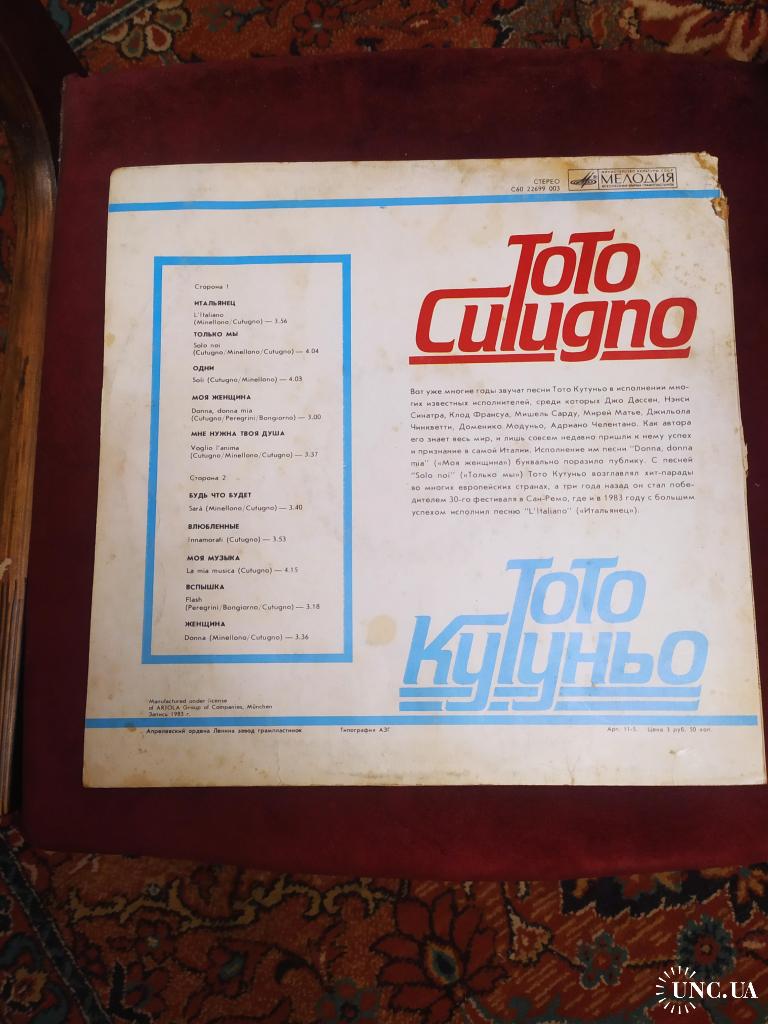 СТЕРЕО
С60 22699 003
МЕЛОДИЯ
Сторона 1
ИТАЛЬЯНЕЦ
L'Italiano
(Minellono/Cutugno) — 3.56
ТОЛЬКО МЫ
Solo noi
(Cutugno/Minellono/Cutugno) — 4.04
ОДНИ
Soli (Cutugno/Minellono) — 4.03
МОЯ ЖЕНЩИНА
Donna, donna mia
(Cutugno/Peregrini/Bongiorno) — 3.00
МНЕ НУЖНА ТВОЯ ДУША
Voglio l'anima
(Cutugno/Minellono/Cutugno) — 3.37
Сторона 2
БУДЬ ЧТО БУДЕТ
Sarà (Minellono/Cutugno) — 3.40
ВЛЮБЛЕННЫЕ
Innamorati (Cutugno) — 3.53
МОЯ МУЗЫКА
La mia musica (Cutugno) — 4.15
ВСПЫШКА
Flash
(Peregrini/Bongiorno/Cutugno) — 3.18
ЖЕНЩИНА
Donna (Minellono/Cutugno) — 3.36
ToTo
Cutugno
Вот уже многие годы звучат песни Тото Кутуньо в исполнении мно-
гих известных исполнителей, среди которых Джо Дассен, Нэнси
Синатра, Клод Франсуа, Мишель Сарду, Мирей Матье, Джильола
Чинкветти, Доменико Модуньо, Адриано Челентано. Как автора
его знает весь мир, и лишь совсем недавно пришли к нему успех
и признание в самой Италии. Исполнение им песни "Donna, donna
mia" («Моя женщина») буквально поразило публику. С песней
"Solo noi" («Только мы») Тото Кутуньо возглавлял хит-парады
во многих европейских странах, а три года назад он стал побе-
дителем 30-го фестиваля в Сан-Ремо, где и в 1983 году с большим
успехом исполнил песню "L'Italiano" («Итальянец»).
ТоТо
Кутуньо
Manufactured under license
of ARIOLA Group of Companies, München
Запись 1983 г.
Апрелевский ордена Ленина завод грампластинок
Типография АЗГ
Арт. 11-5. Цена 3 руб. 50 коп.
UNC.UA